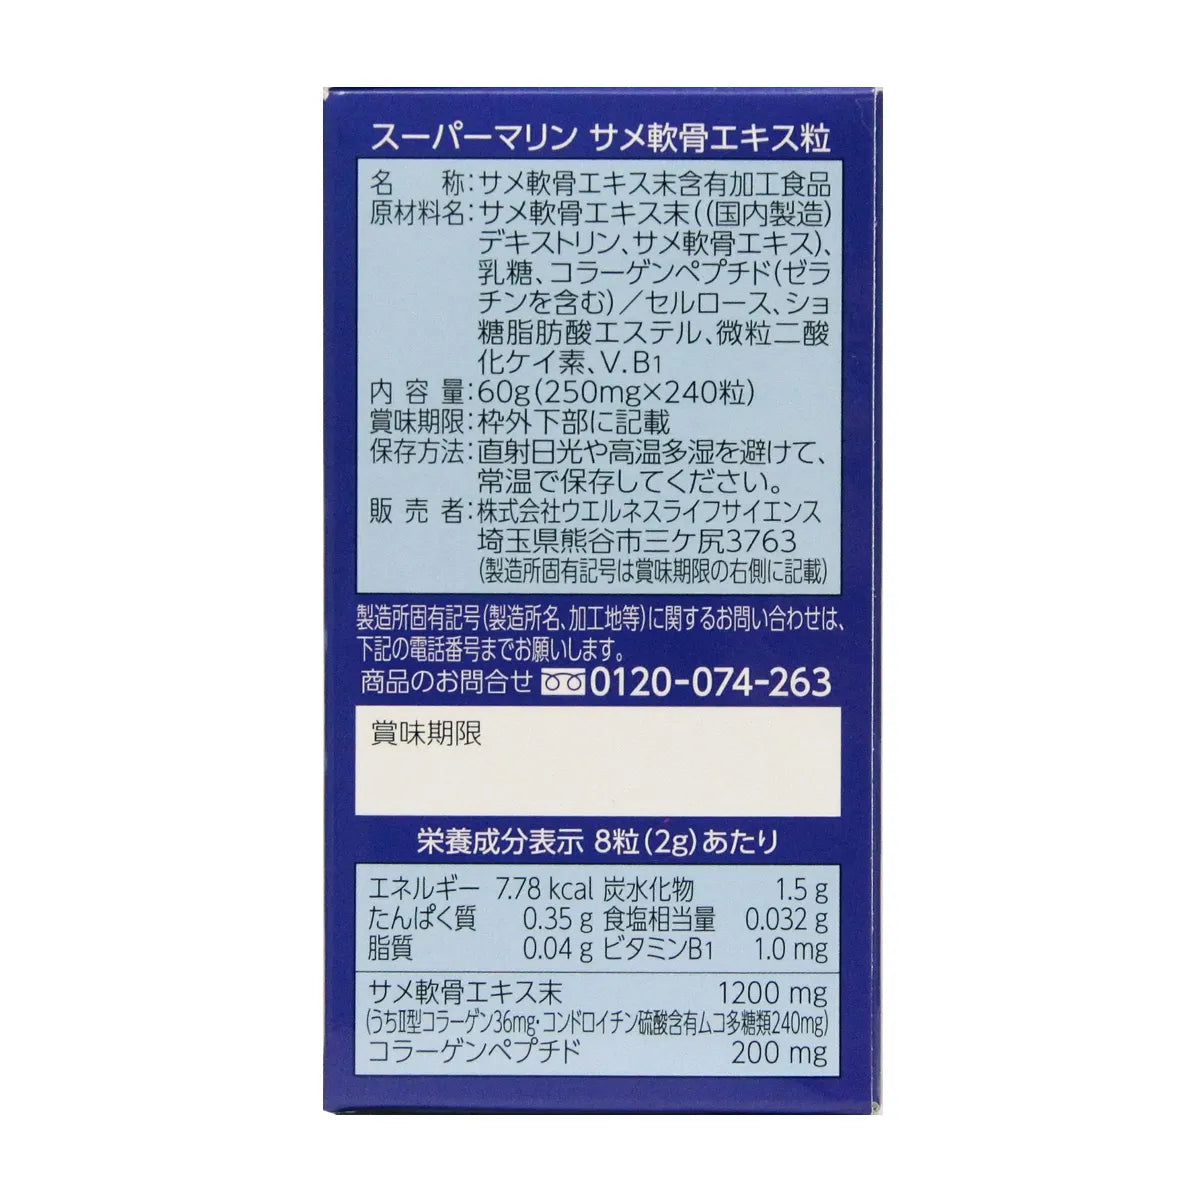 スーパーマリン サメ軟骨エキス粒
名 称:サメ軟骨エキス末含有加工食品
原材料名:サメ軟骨エキス末((国内製造)
デキストリン、サメ軟骨エキス)、
乳糖、コラーゲンペプチド(ゼラ
チンを含む)/セルロース、ショ
糖脂肪酸エステル、微粒二酸
化ケイ素、V.B1
内容量:60g(250mg×240粒)
賞味期限:枠外下部に記載
保存方法:直射日光や高温多湿を避けて、
常温で保存してください。
販売者:株式会社ウエルネスライフサイエンス
埼玉県熊谷市三ケ尻3763
(製造所固有記号は賞味期限の右側に記載)
製造所固有記号(製造所名、加工地等)に関するお問い合わせは、
下記の電話番号までお願いします。
商品のお問合せ 0120-074-263
賞味期限
栄養成分表示 8粒(2g)あたり
エネルギー 7.78 kcal 炭水化物 1.5 g
たんぱく質 0.35 g 食塩相当量 0.032 g
脂質 0.04 g ビタミンB1 1.0 mg
サメ軟骨エキス末 1200 mg
(うちⅡ型コラーゲン36mg・コンドロイチン硫酸含有ムコ多糖類240mg)
コラーゲンペプチド 200 mg